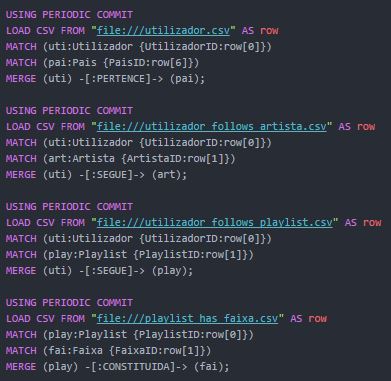 USING PERIODIC COMMIT
LOAD CSV FROM "file:///utilizador.csv" AS row
MATCH (uti:Utilizador {UtilizadorID:row[0]})
MATCH (pai:Pais {PaisID:row[6]})
MERGE (uti) -[:PERTENCE]-> (pai);
USING PERIODIC COMMIT
LOAD CSV FROM "file:///utilizador_follows_artista.csv" AS row
MATCH (uti:Utilizador {UtilizadorID:row[0]})
MATCH (art:Artista {ArtistaID:row[1]})
MERGE (uti) -[:SEGUE]-> (art);
USING PERIODIC COMMIT
LOAD CSV FROM "file:///utilizador_follows_playlist.csv" AS row
MATCH (uti:Utilizador {UtilizadorID:row[0]})
MATCH (play:Playlist {PlaylistID:row[1]})
MERGE (uti) -[:SEGUE]-> (play);
USING PERIODIC COMMIT
LOAD CSV FROM "file:///playlist_has_faixa.csv" AS row
MATCH (play:Playlist {PlaylistID:row[0]})
MATCH (fai:Faixa {FaixaID:row[1]})
MERGE (play) -[:CONSTITUIDA]-> (fai);